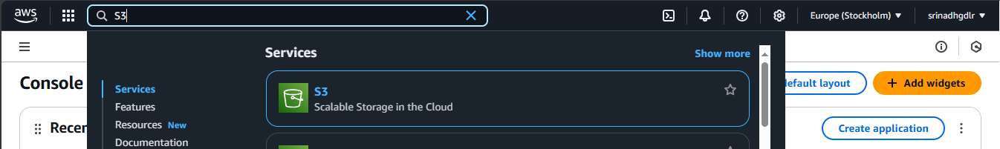 aws
S3
Europe (Stockholm)
srinadhgdlr
Services
Show more
Console
default layout
+ Add widgets
Services
S3
Scalable Storage in the Cloud
Features
Resources New
Documentation
Create application